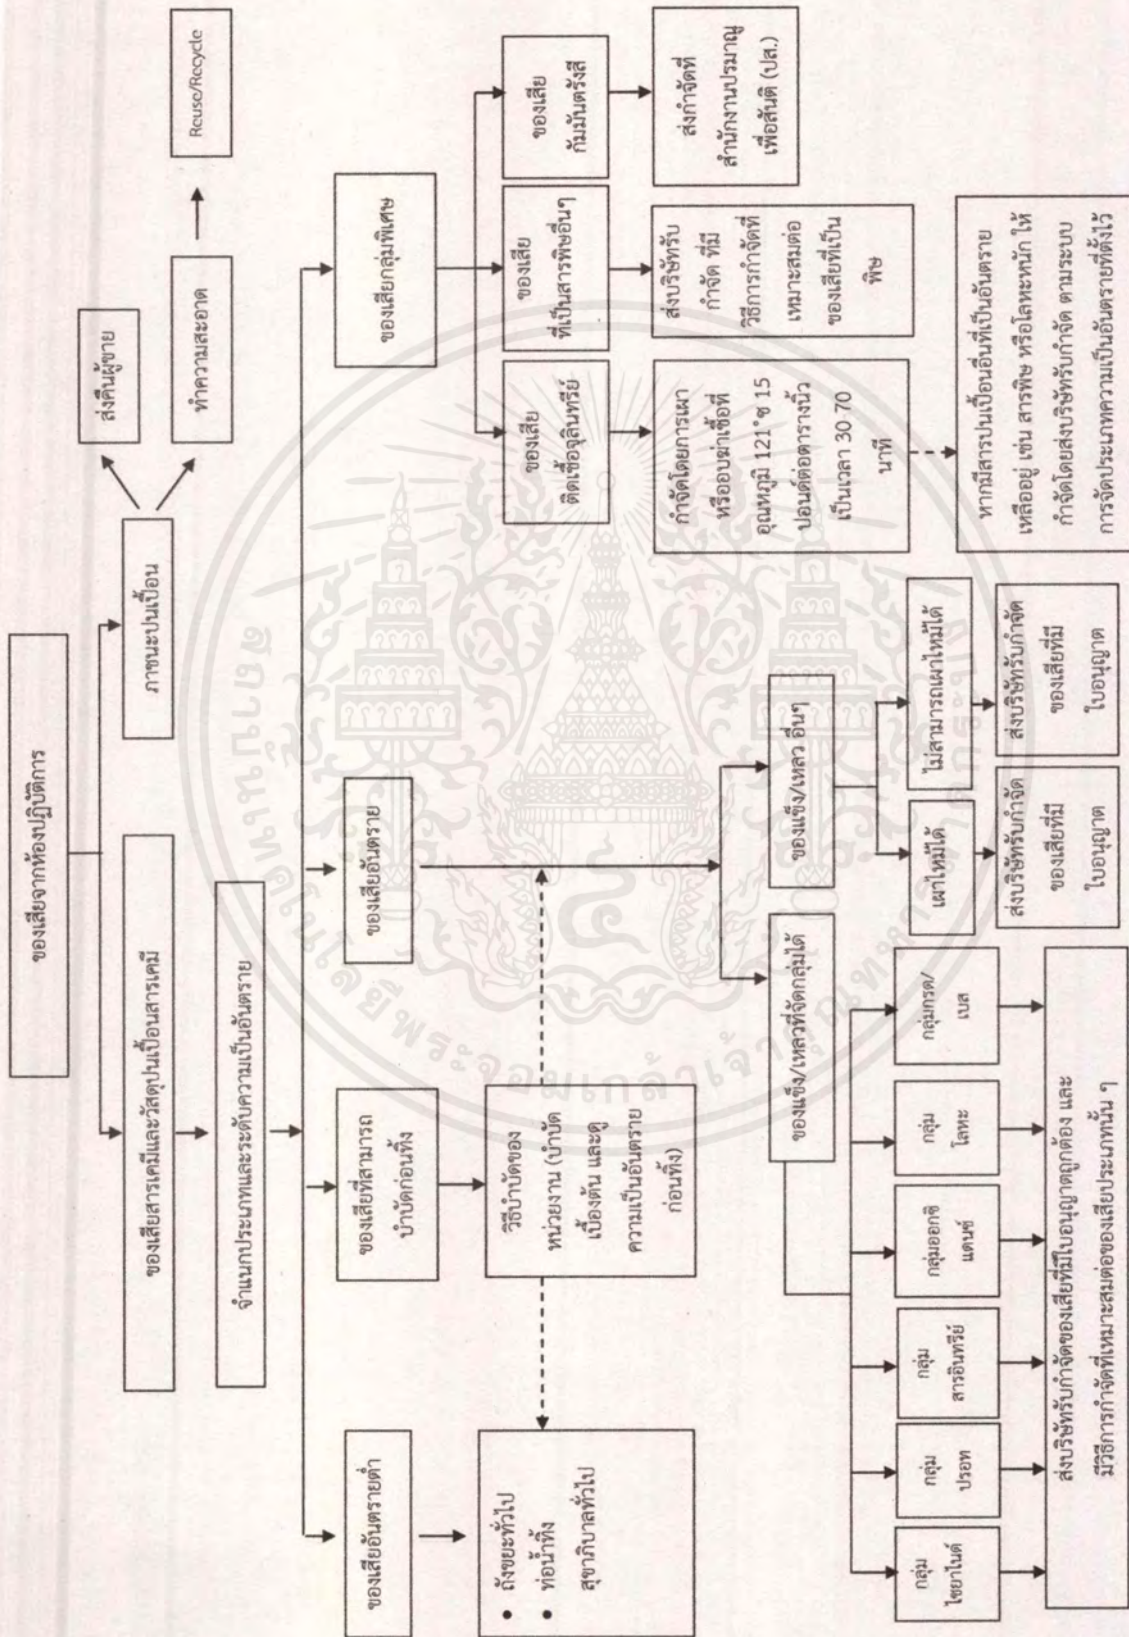 ของเสียจากห้องปฏิบัติการ
ของเสียสารเคมีและวัสดุปนเปื้อนสารเคมี
ภาชนะปนเปื้อน
ส่งคืนผู้ขาย
ทำความสะอาด
Reuse/Recycle
จำแนกประเภทและระดับความเป็นอันตราย
ของเสียอันตรายต่ำ
ของเสียที่สามารถ
บำบัดก่อนทิ้ง
ของเสียอันตราย
ของเสียกลุ่มพิเศษ
• ถังขยะทั่วไป
• ท่อน้ำทิ้ง
สุขาภิบาลทั่วไป
วิธีบำบัดของ
หน่วยงาน (บำบัด
เบื้องต้น และดู
ความเป็นอันตราย
ก่อนทิ้ง)
ของเสีย
ติดเชื้อจุลินทรีย์
ของเสีย
ที่เป็นสารพิษอื่นๆ
ของเสีย
กัมมันตรังสี
กำจัดโดยการเผา
หรืออบฆ่าเชื้อที่
อุณหภูมิ 121°ซ 15
ปอนด์ต่อตารางนิ้ว
เป็นเวลา 30-70
นาที
ส่งบริษัทรับ
กำจัด ที่มี
วิธีการกำจัดที่
เหมาะสมต่อ
ของเสียที่เป็น
พิษ
ส่งกำจัดที่
สำนักงานปรมาณู
เพื่อสันติ (ปส.)
หากมีสารปนเปื้อนอื่นที่เป็นอันตราย
เหลืออยู่ เช่น สารพิษ หรือโลหะหนัก ให้
กำจัดโดยส่งบริษัทรับกำจัด ตามระบบ
การจัดประเภทความเป็นอันตรายที่ตั้งไว้
ของแข็ง/เหลวที่จัดกลุ่มได้
ของแข็ง/เหลว อื่นๆ
กลุ่ม
ไซยาไนด์
กลุ่ม
ปรอท
กลุ่ม
สารอินทรีย์
กลุ่มออกซิ
แดนซ์
กลุ่ม
โลหะ
กลุ่มกรด/
เบส
เผาไหม้ได้
ไม่สามารถเผาไหม้ได้
ส่งบริษัทรับกำจัดของเสียที่มีใบอนุญาตถูกต้อง และ
มีวิธีการกำจัดที่เหมาะสมต่อของเสียประเภทนั้น ๆ
ส่งบริษัทรับกำจัด
ของเสียที่มี
ใบอนุญาต
ส่งบริษัทรับกำจัด
ของเสียที่มี
ใบอนุญาต
สถาบันเทคโนโลยีพระจอมเกล้าเจ้าคุณทหารลาดกระบัง